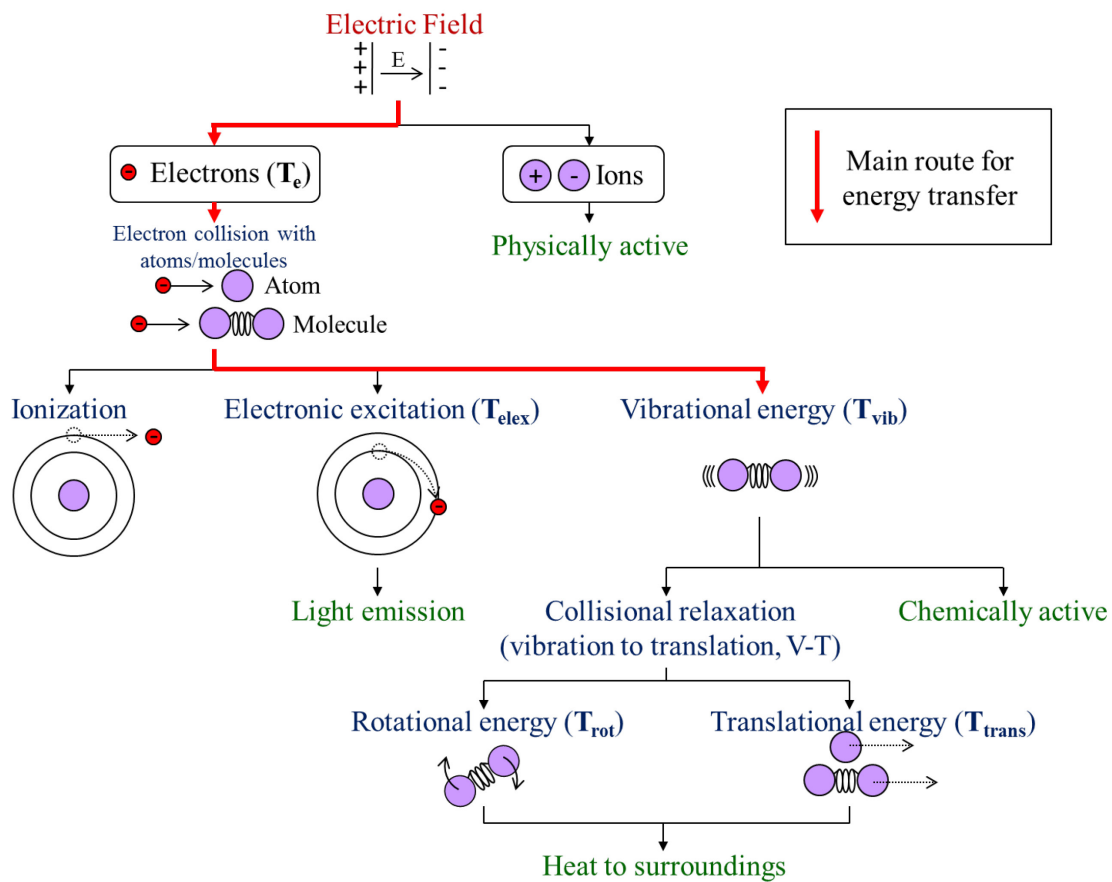 Electric Field
+ -
+ E -
+ -
- Electrons (Tₑ)
+ - Ions
Main route for
energy transfer
Electron collision with
atoms/molecules
Physically active
- Atom
- Molecule
Ionization
Electronic excitation (Tₑₗₑₓ)
Vibrational energy (Tᵥᵢb)
-
-
Light emission
Collisional relaxation
(vibration to translation, V-T)
Chemically active
Rotational energy (Tᵣₒₜ)
Translational energy (Tₜᵣₐₙₛ)
Heat to surroundings